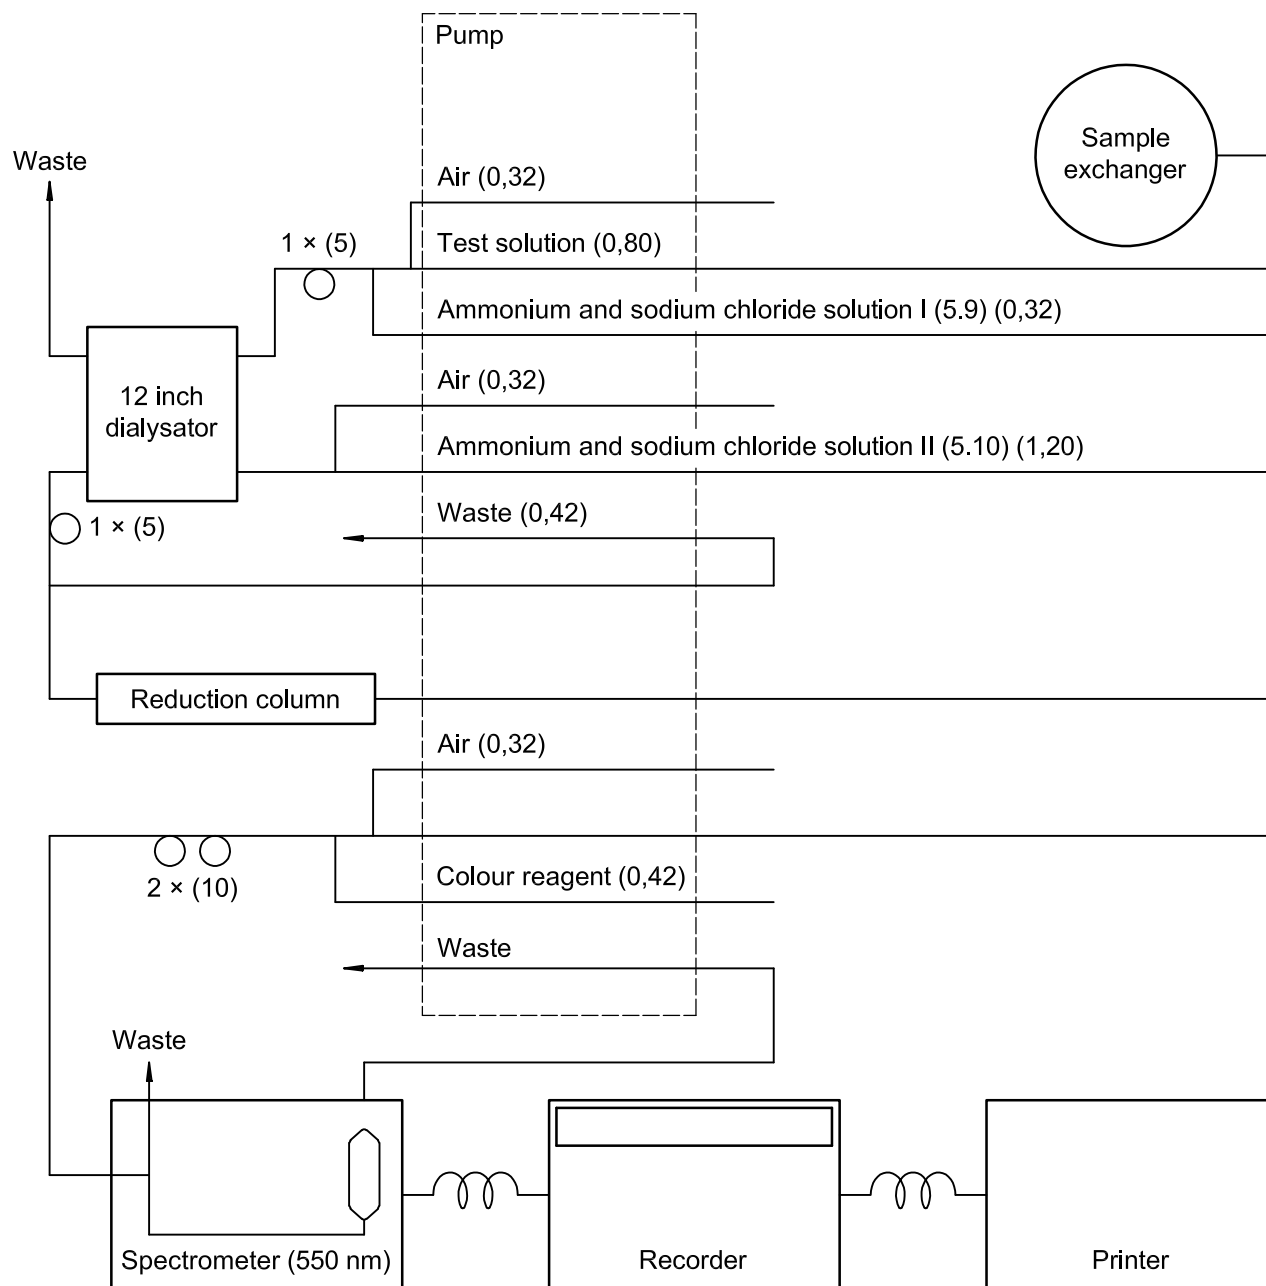 Pump
Sample
exchanger
Waste
Air (0,32)
1 × (5)
Test solution (0,80)
Ammonium and sodium chloride solution I (5.9) (0,32)
12 inch
dialysator
Air (0,32)
Ammonium and sodium chloride solution II (5.10) (1,20)
Waste (0,42)
1 × (5)
Reduction column
Air (0,32)
2 × (10)
Colour reagent (0,42)
Waste
Waste
Spectrometer (550 nm)
Recorder
Printer